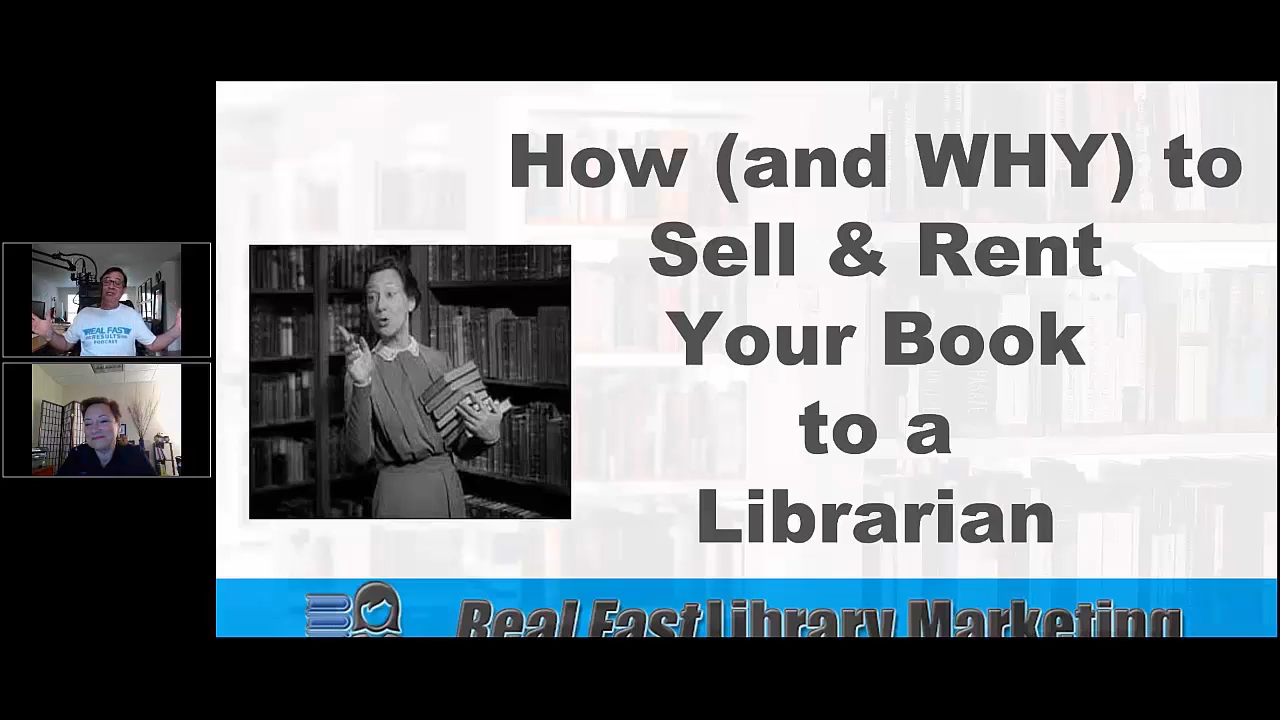 How (and WHY) to
Sell & Rent
Your Book
to a
Librarian
REAL FAST
RESULTS
PODCAST
Real Fast Library Marketing